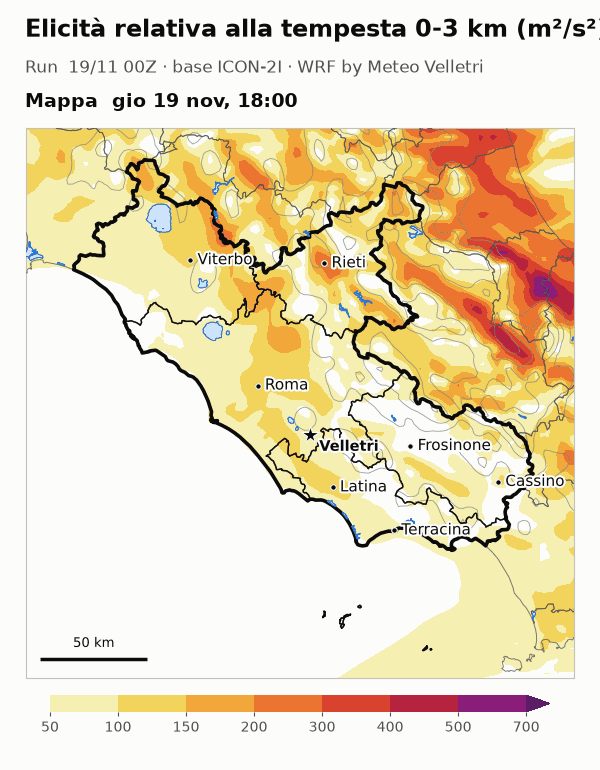 Elicità relativa alla tempesta 0-3 km (m²/s²)
Run 19/11 00Z · base ICON-2I · WRF by Meteo Velletri
Mappa gio 19 nov, 18:00
Viterbo
Rieti
Roma
Velletri
Frosinone
Cassino
Latina
Terracina
50 km
50 100 150 200 300 400 500 700